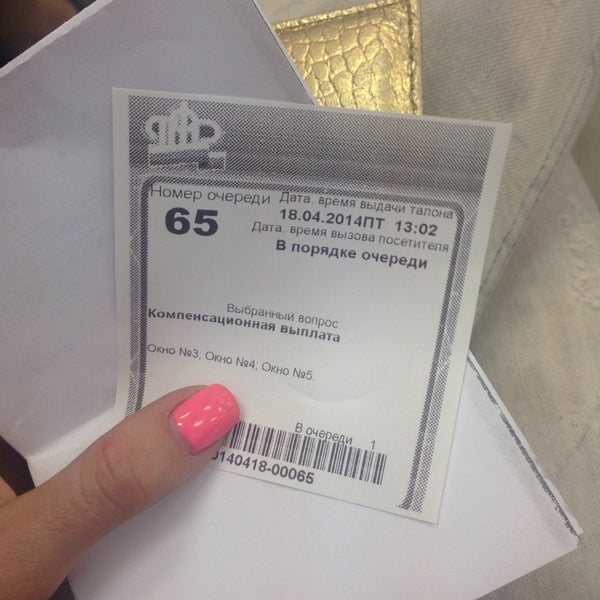 Номер очереди
65
Дата, время выдачи талона
18.04.2014ПТ 13:02
Дата, время вызова посетителя
В порядке очереди
Выбранный вопрос
Компенсационная выплата
Окно №3; Окно №4; Окно №5.
В очереди 1
0140418-00065